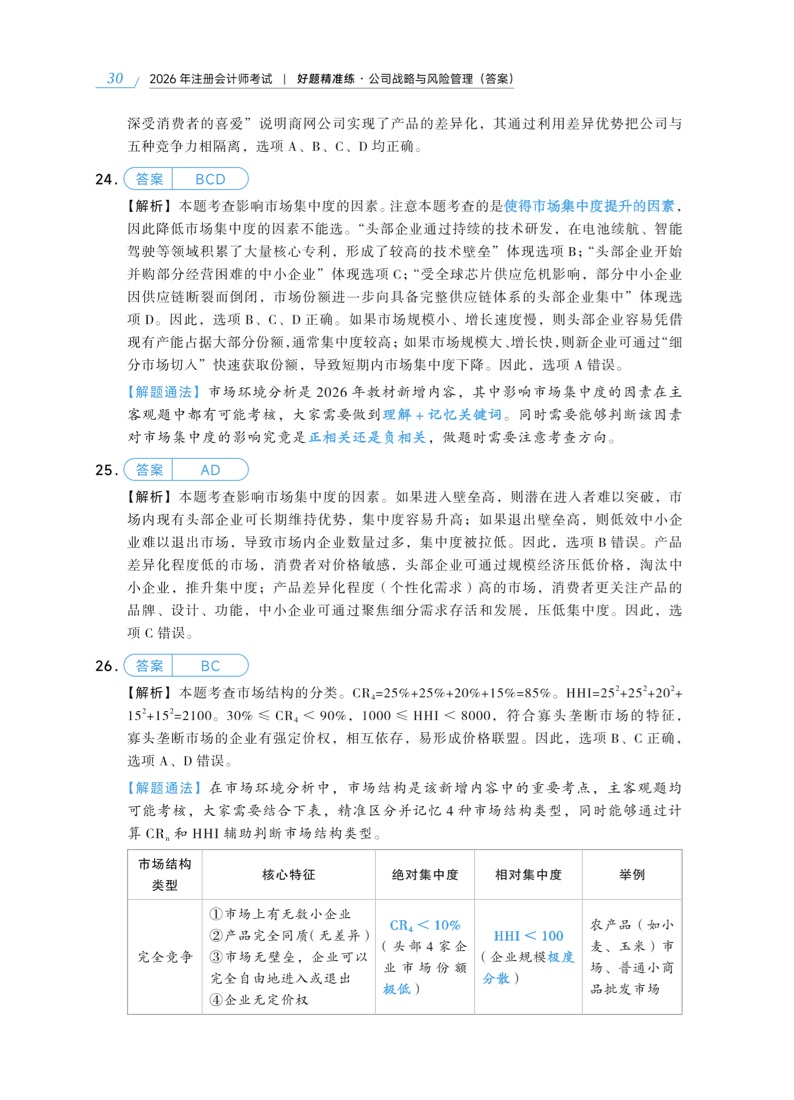 30 2026 年注册会计师考试 | 好题精准练·公司战略与风险管理（答案）
深受消费者的喜爱”说明商网公司实现了产品的差异化，其通过利用差异优势把公司与
五种竞争力相隔离，选项 A、B、C、D 均正确。
24. 答案 BCD
【解析】本题考查影响市场集中度的因素。注意本题考查的是使得市场集中度提升的因素，
因此降低市场集中度的因素不能选。“头部企业通过持续的技术研发，在电池续航、智能
驾驶等领域积累了大量核心专利，形成了较高的技术壁垒”体现选项 B；“头部企业开始
并购部分经营困难的中小企业”体现选项 C；“受全球芯片供应危机影响，部分中小企业
因供应链断裂而倒闭，市场份额进一步向具备完整供应链体系的头部企业集中”体现选
项 D。因此，选项 B、C、D 正确。如果市场规模小、增长速度慢，则头部企业容易凭借
现有产能占据大部分份额，通常集中度较高；如果市场规模大、增长快，则新企业可通过“细
分市场切入”快速获取份额，导致短期内市场集中度下降。因此，选项 A 错误。
【解题通法】市场环境分析是 2026 年教材新增内容，其中影响市场集中度的因素在主
客观题中都有可能考核，大家需要做到理解 + 记忆关键词。同时需要能够判断该因素
对市场集中度的影响究竟是正相关还是负相关，做题时需要注意考查方向。
25. 答案 AD
【解析】本题考查影响市场集中度的因素。如果进入壁垒高，则潜在进入者难以突破，市
场内现有头部企业可长期维持优势，集中度容易升高；如果退出壁垒高，则低效中小企
业难以退出市场，导致市场内企业数量过多，集中度被拉低。因此，选项 B 错误。产品
差异化程度低的市场，消费者对价格敏感，头部企业可通过规模经济压低价格，淘汰中
小企业，推升集中度；产品差异化程度（个性化需求）高的市场，消费者更关注产品的
品牌、设计、功能，中小企业可通过聚焦细分需求存活和发展，压低集中度。因此，选
项 C 错误。
26. 答案 BC
【解析】本题考查市场结构的分类。CR₄=25%+25%+20%+15%=85%。HHI=25²+25²+20²+
15²+15²=2100。30% ≤ CR₄ < 90%，1000 ≤ HHI < 8000，符合寡头垄断市场的特征，
寡头垄断市场的企业有强定价权，相互依存，易形成价格联盟。因此，选项 B、C 正确，
选项 A、D 错误。
【解题通法】在市场环境分析中，市场结构是该新增内容中的重要考点，主客观题均
可能考核，大家需要结合下表，精准区分并记忆 4 种市场结构类型，同时能够通过计
算 CRₙ 和 HHI 辅助判断市场结构类型。
市场结构
类型
核心特征
绝对集中度
相对集中度
举例
完全竞争
①市场上有无数小企业
②产品完全同质（无差异）
③市场无壁垒，企业可以
完全自由地进入或退出
④企业无定价权
CR₄ < 10%
（头部 4 家企
业市场份额
极低）
HHI < 100
（企业规模极度
分散）
农产品（如小
麦、玉米）市
场、普通小商
品批发市场